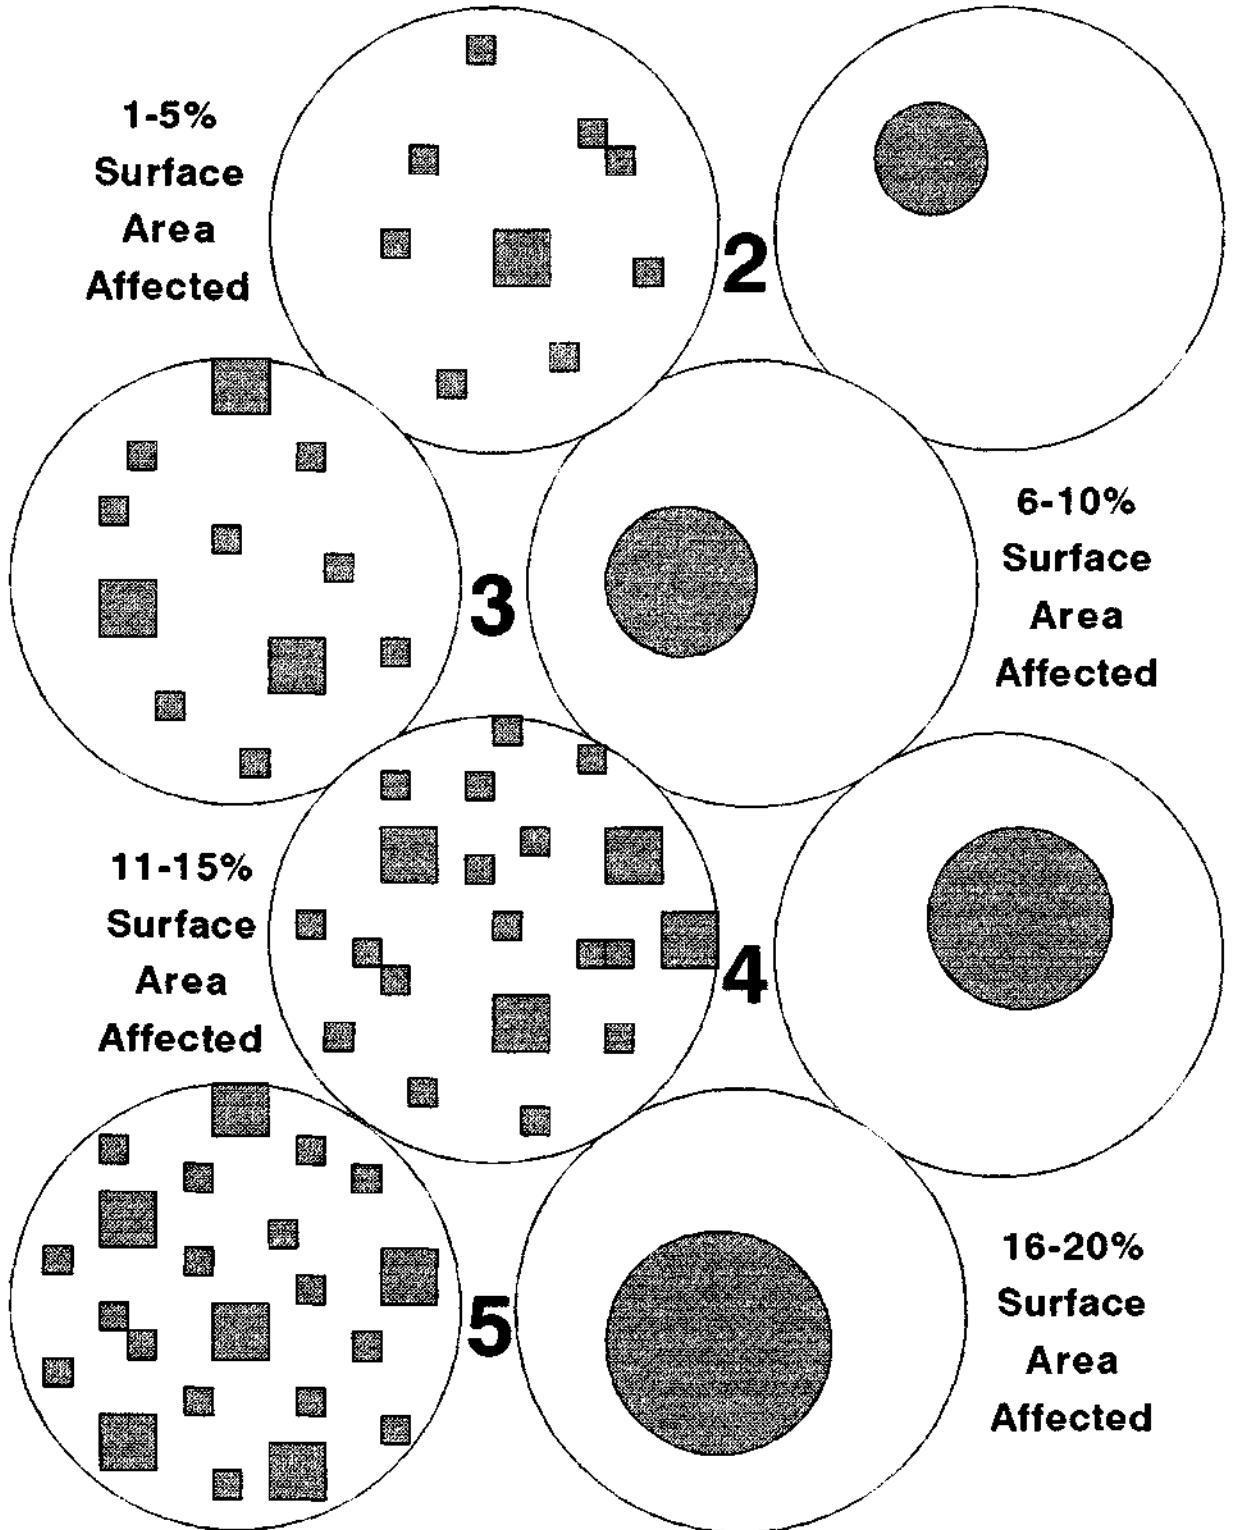 1-5%
Surface
Area
Affected
2
6-10%
Surface
Area
Affected
3
11-15%
Surface
Area
Affected
4
16-20%
Surface
Area
Affected
5